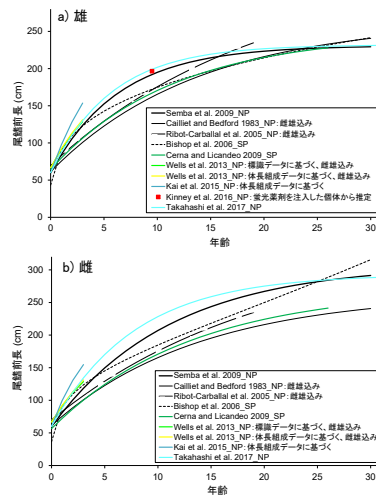 a) 雄
250
200
150
100
50
0
尾鰭前長 (cm)
Semba et al. 2009_NP
Cailliet and Bedford 1983_NP：雌雄込み
Ribot-Carballal et al. 2005_NP：雌雄込み
Bishop et al. 2006_SP
Cerna and Licandeo 2009_SP
Wells et al. 2013_NP：標識データに基づく、雌雄込み
Wells et al. 2013_NP：体長組成データに基づく、雌雄込み
Kai et al. 2015_NP：体長組成データに基づく
Kinney et al. 2016_NP：蛍光薬剤を注入した個体から推定
Takahashi et al. 2017_NP
0 5 10 15 20 25 30
年齢
b) 雌
300
250
200
150
100
50
0
尾鰭前長 (cm)
Semba et al. 2009_NP
Cailliet and Bedford 1983_NP：雌雄込み
Ribot-Carballal et al. 2005_NP：雌雄込み
Bishop et al. 2006_SP
Cerna and Licandeo 2009_SP
Wells et al. 2013_NP：標識データに基づく、雌雄込み
Wells et al. 2013_NP：体長組成データに基づく、雌雄込み
Kai et al. 2015_NP：体長組成データに基づく
Takahashi et al. 2017_NP
0 5 10 15 20 25 30
年齢